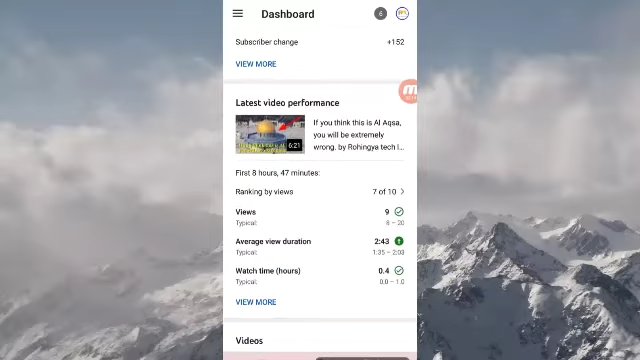 Dashboard
6
Subscriber change +152
VIEW MORE
Latest video performance
If you think this is Al Aqsa,
you will be extremely
wrong. by Rohingya tech I...
6:21
First 8 hours, 47 minutes:
Ranking by views 7 of 10
Views 9
Typical: 8 – 20
Average view duration 2:43
Typical: 1:35 – 2:03
Watch time (hours) 0.4
Typical: 0.0 – 1.0
VIEW MORE
Videos